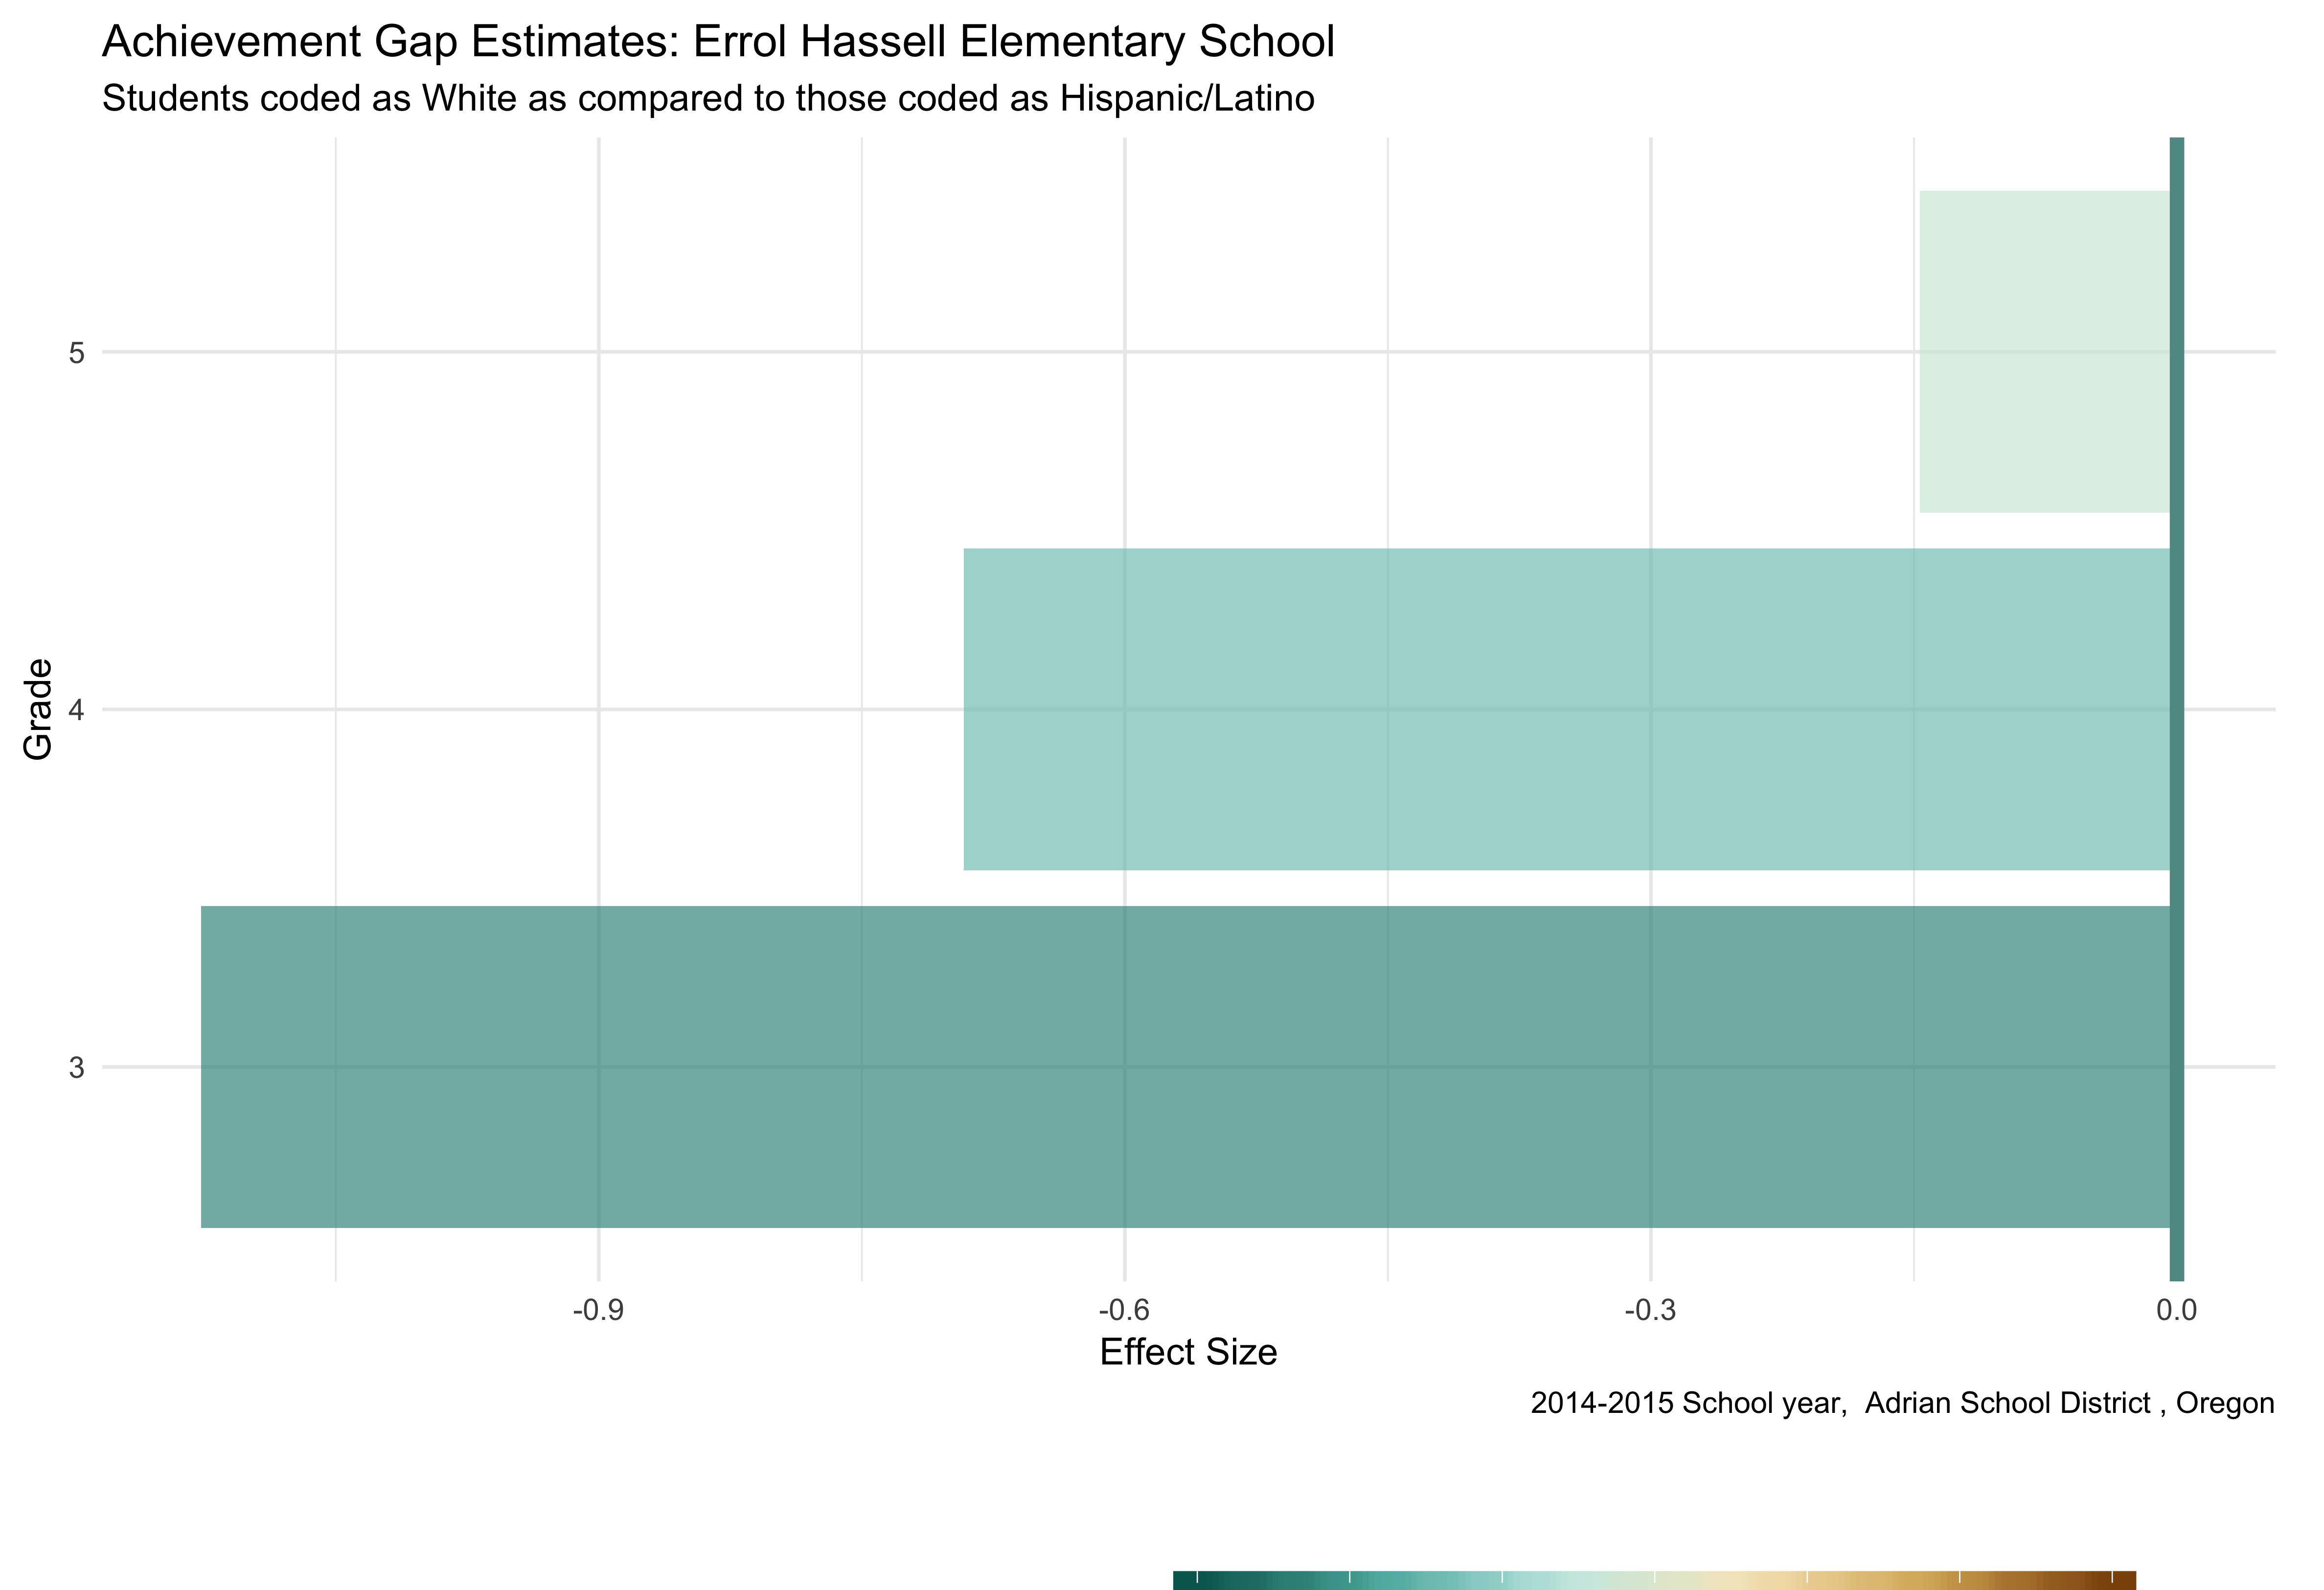 Achievement Gap Estimates: Errol Hassell Elementary School
Students coded as White as compared to those coded as Hispanic/Latino
5
4
3
Grade
-0.9
-0.6
-0.3
0.0
Effect Size
2014-2015 School year,  Adrian School District , Oregon